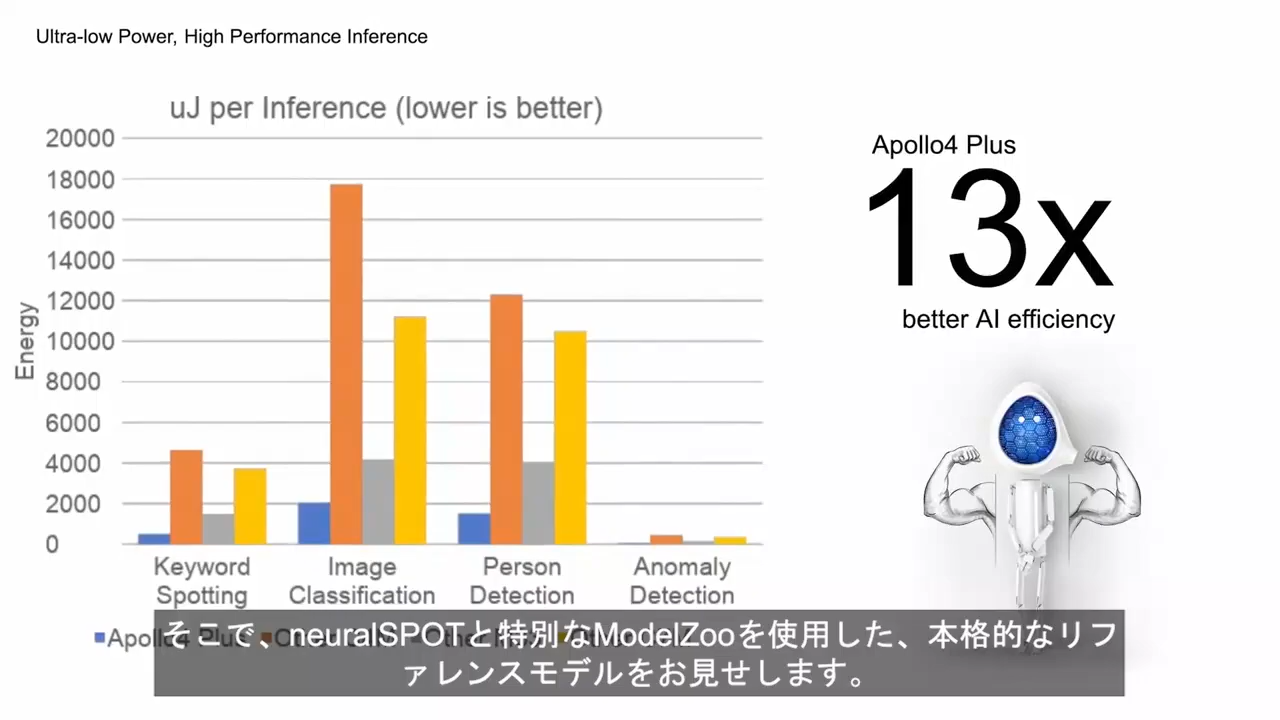 Ultra-low Power, High Performance Inference
uJ per Inference (lower is better)
20000
18000
16000
14000
12000
10000
8000
6000
4000
2000
0
Energy
Keyword
Spotting
Image
Classification
Person
Detection
Anomaly
Detection
Apollo4 Plus
Apollo4 Plus
13x
better AI efficiency
そこで、neuralSPOTと特別なModelZooを使用した、本格的なリフ
ァレンスモデルをお見せします。